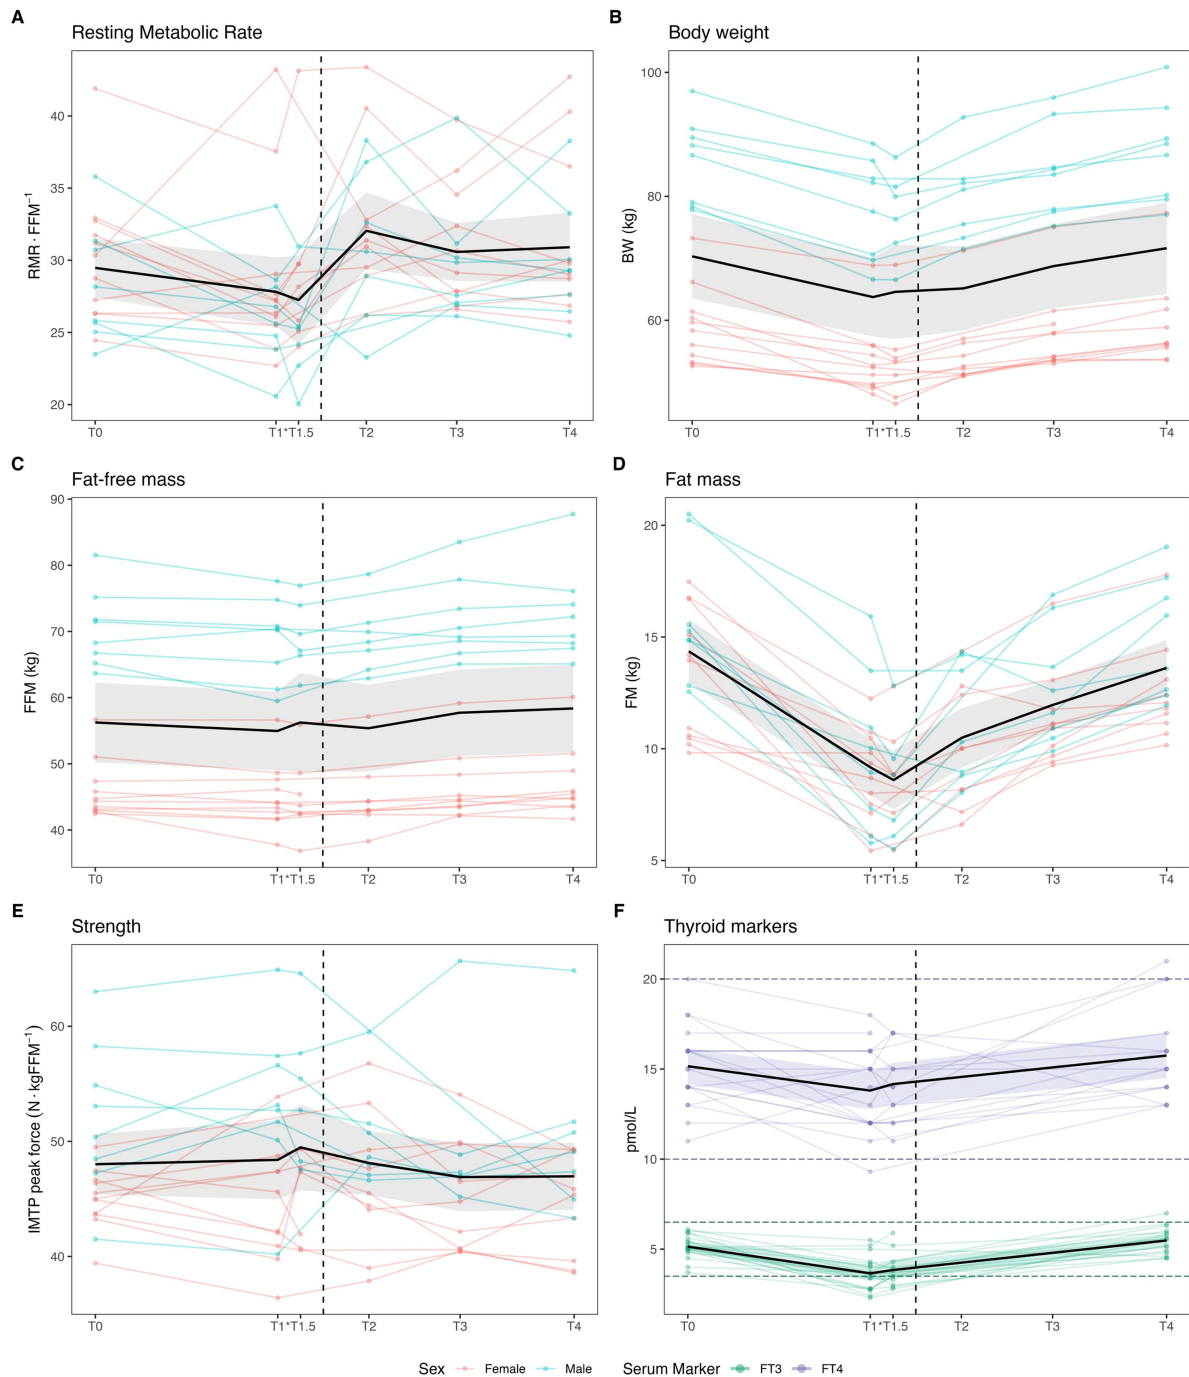 A
Resting Metabolic Rate
RMR · FFM⁻¹
40
35
30
25
20
T0
T1*
T1.5
T2
T3
T4
B
Body weight
BW (kg)
100
80
60
T0
T1*
T1.5
T2
T3
T4
C
Fat-free mass
FFM (kg)
90
80
70
60
50
40
T0
T1*
T1.5
T2
T3
T4
D
Fat mass
FM (kg)
20
15
10
5
T0
T1*
T1.5
T2
T3
T4
E
Strength
IMTP peak force (N · kgFFM⁻¹)
60
50
40
T0
T1*
T1.5
T2
T3
T4
F
Thyroid markers
pmol/L
20
15
10
5
T0
T1*
T1.5
T2
T3
T4
Sex Female Male Serum Marker FT3 FT4